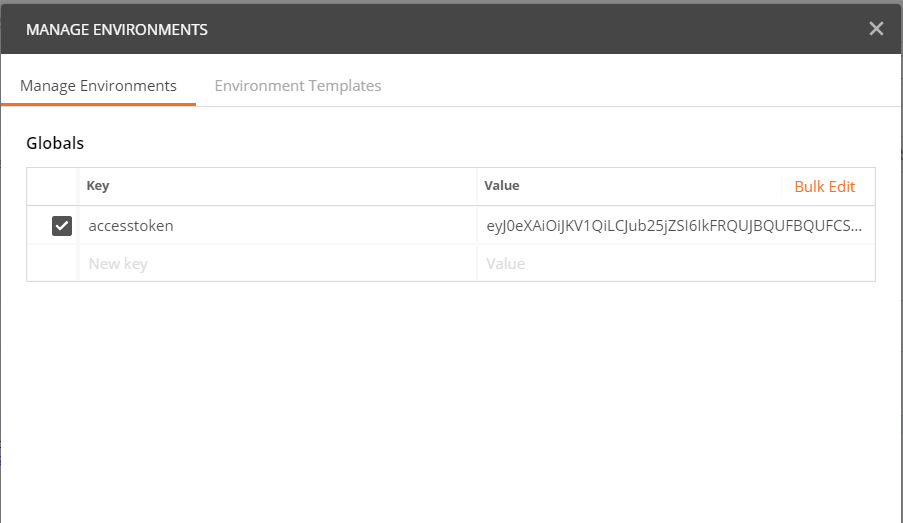 MANAGE ENVIRONMENTS
Manage Environments Environment Templates
Globals
Key Value Bulk Edit
accesstoken eyJ0eXAiOiJKV1QiLCJub25jZSI6IkFRQUJBQUFBQUFCS...
New key Value